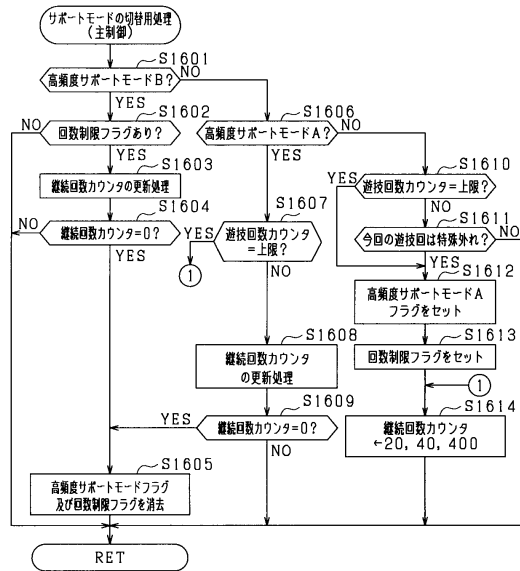 サポートモードの切替用処理
(主制御)
S1601
高頻度サポートモードB?
NO
YES
S1602
回数制限フラグあり?
NO
YES
S1603
継続回数カウンタの更新処理
S1604
継続回数カウンタ=0?
NO
YES
S1605
高頻度サポートモードフラグ
及び回数制限フラグを消去
RET
S1606
高頻度サポートモードA?
NO
YES
S1607
遊技回数カウンタ
=上限?
YES
1
NO
S1608
継続回数カウンタ
の更新処理
S1609
継続回数カウンタ=0?
YES
NO
S1610
遊技回数カウンタ=上限?
YES
NO
S1611
今回の遊技回は特殊外れ?
NO
YES
S1612
高頻度サポートモードA
フラグをセット
S1613
回数制限フラグをセット
1
S1614
継続回数カウンタ
←20, 40, 400